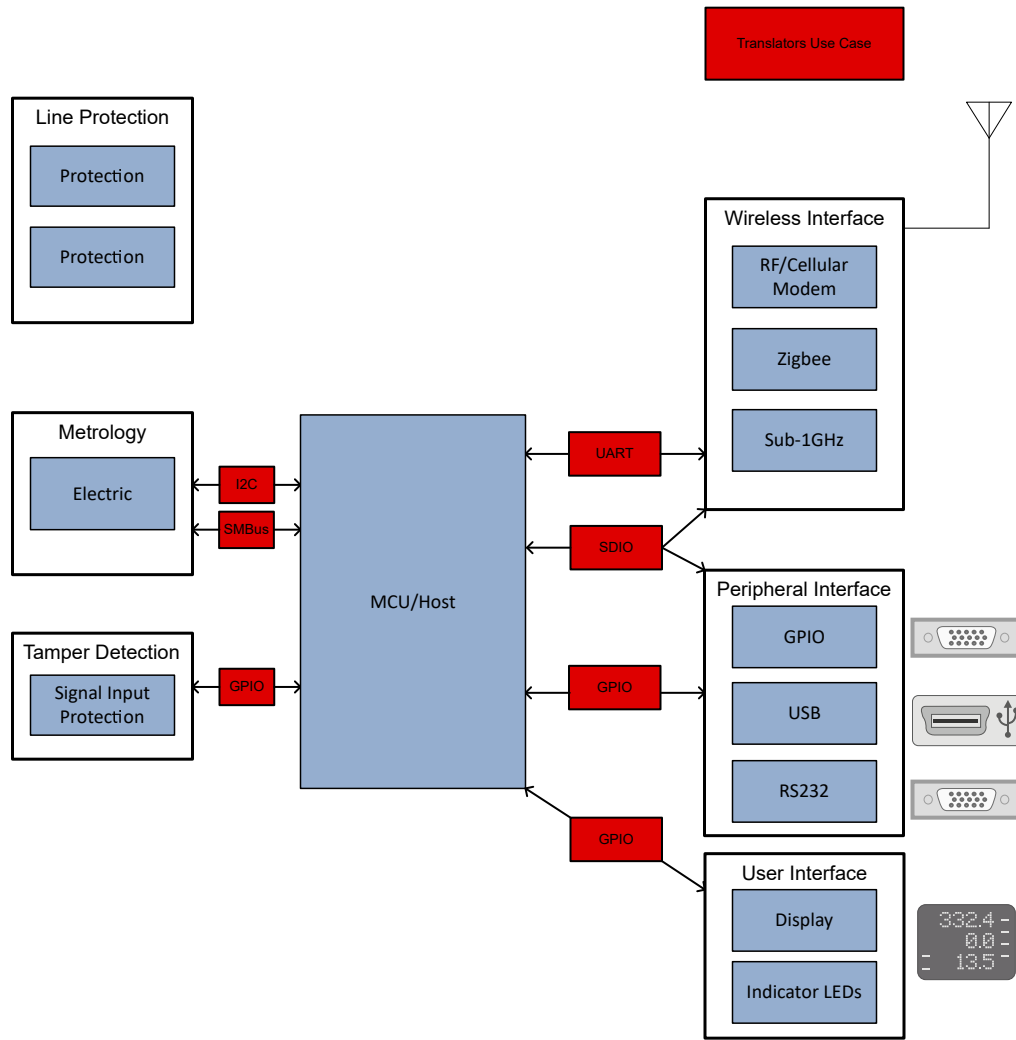 Translators Use Case
Line Protection
Protection
Protection
Wireless Interface
RF/Cellular
Modem
Zigbee
Sub-1GHz
Metrology
Electric
I2C
SMBus
MCU/Host
UART
SDIO
Tamper Detection
Signal Input
Protection
GPIO
GPIO
GPIO
Peripheral Interface
GPIO
USB
RS232
User Interface
Display
Indicator LEDs
332.4
0.0
13.5